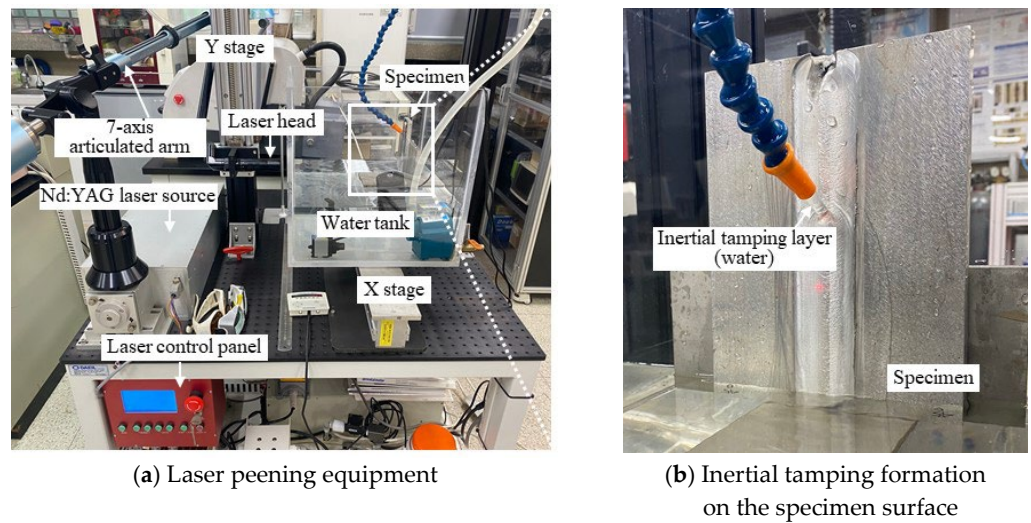 Y stage
Specimen
7-axis
articulated arm
Laser head
Nd:YAG laser source
Water tank
X stage
Laser control panel
(a) Laser peening equipment
Inertial tamping layer
(water)
Specimen
(b) Inertial tamping formation
on the specimen surface